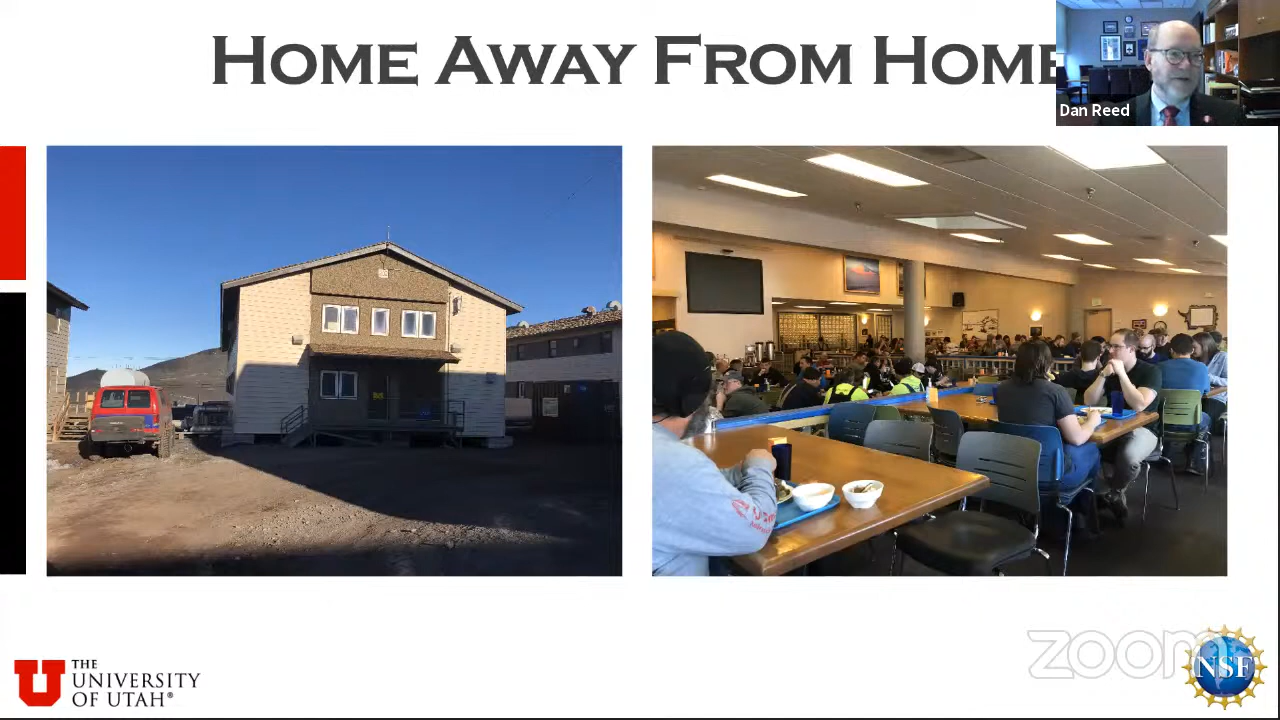 HOME AWAY FROM HOME
Dan Reed
THE
UNIVERSITY
OF UTAH®
zoom
NSF